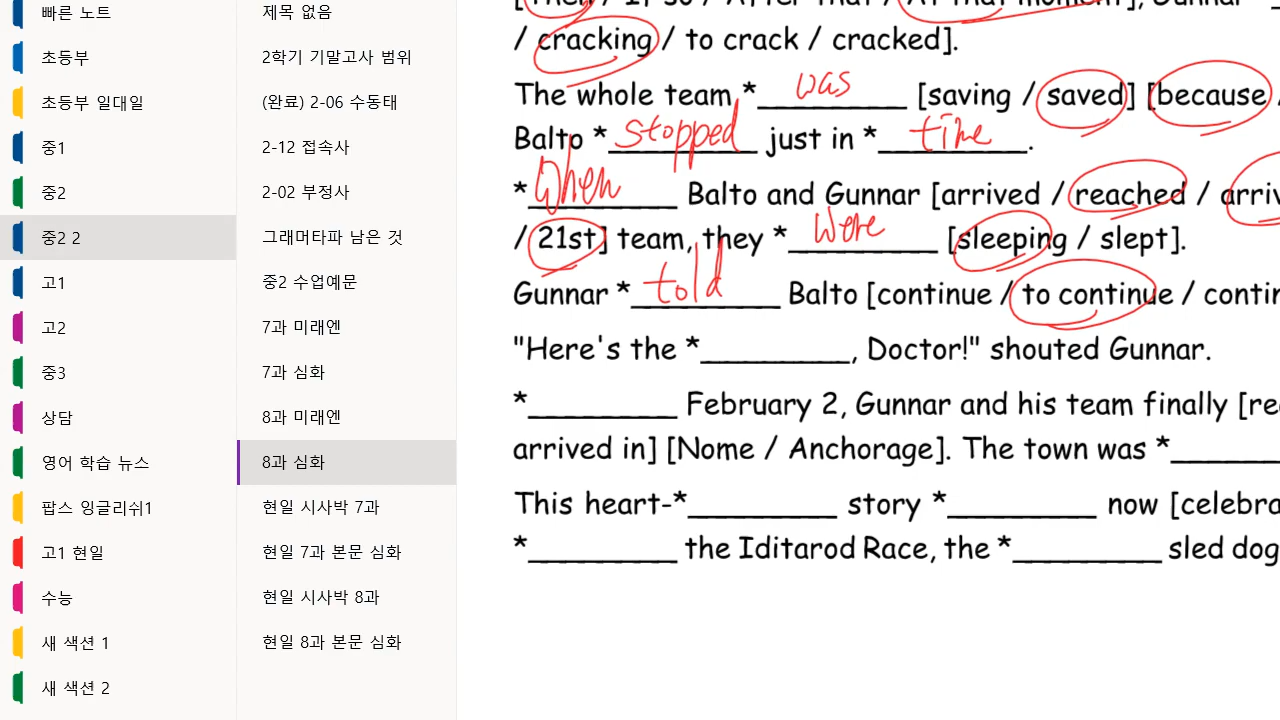 빠른 노트
초등부
초등부 일대일
중1
중2
중2 2
고1
고2
중3
상담
영어 학습 뉴스
팝스 잉글리쉬1
고1 현일
수능
새 색션 1
새 색션 2
제목 없음
2학기 기말고사 범위
(완료) 2-06 수동태
2-12 접속사
2-02 부정사
그래머타파 남은 것
중2 수업예문
7과 미래엔
7과 심화
8과 미래엔
8과 심화
현일 시사박 7과
현일 7과 본문 심화
현일 시사박 8과
현일 8과 본문 심화
/ cracking / to crack / cracked].
The whole team *was [saving / saved] [because
Balto *stopped just in *time.
*When Balto and Gunnar [arrived / reached /
/ 21st] team, they *were [sleeping / slept].
Gunnar *told Balto [continue / to continue /
"Here's the *_________, Doctor!" shouted Gunnar.
*_________ February 2, Gunnar and his team finally
arrived in] [Nome / Anchorage]. The town was *_______
This heart-*_________ story *_________ now
*_________ the Iditarod Race, the *_________ sled dog